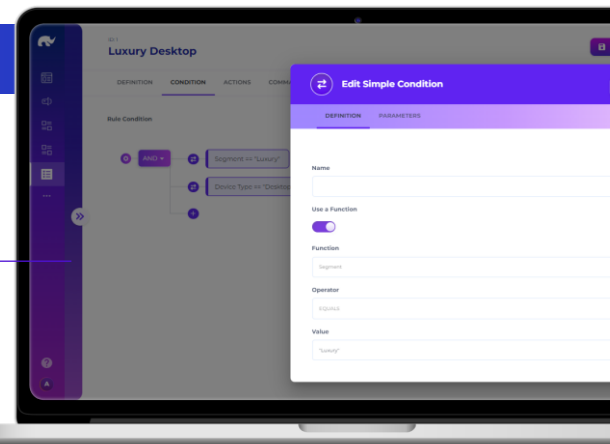 Luxury Desktop
DEFINITION CONDITION ACTIONS
Rule Condition
AND
Segment == "Luxury"
Device Type == "Desktop
Edit Simple Condition
DEFINITION PARAMETERS
Name
Use a Function
Function
Segment
Operator
EQUALS
Value
"Luxury"
A